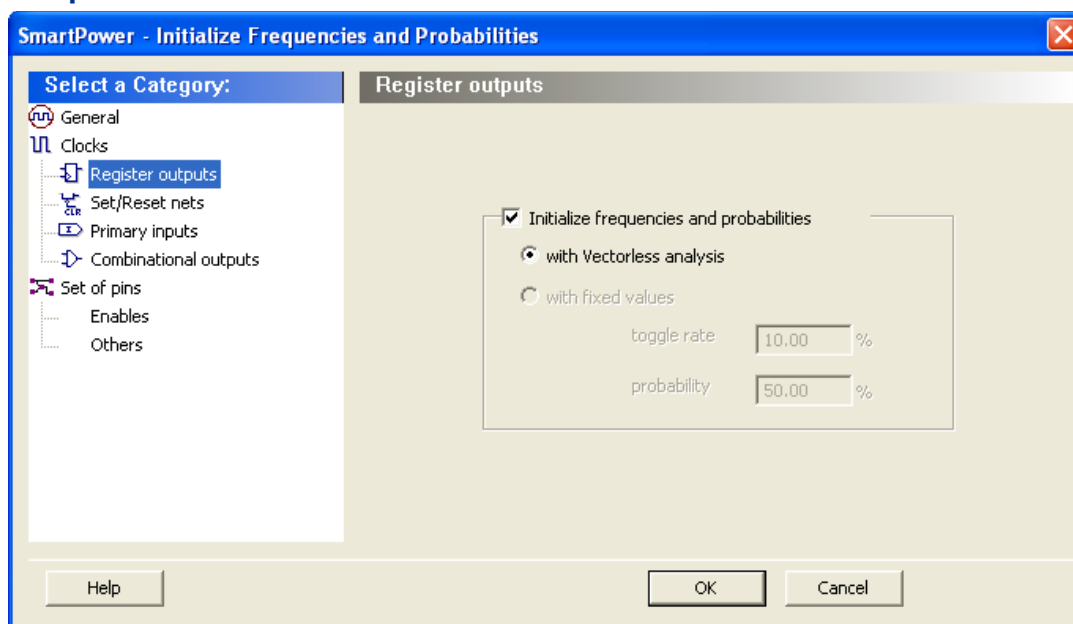 SmartPower - Initialize Frequencies and Probabilities
Select a Category:
Register outputs
General
Clocks
Register outputs
CLR
Set/Reset nets
Primary inputs
Combinational outputs
Set of pins
Enables
Others
Initialize frequencies and probabilities
with Vectorless analysis
with fixed values
toggle rate 10.00 %
probability 50.00 %
Help OK Cancel